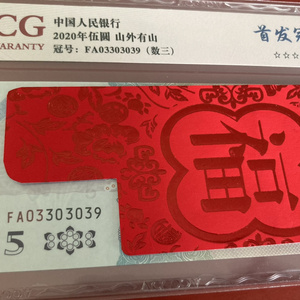 CG
ARANTY
中国人民银行
2020年伍圆 山外有山
冠号：FA03303039（数三）
首发
☆☆☆
福
FA03303039
5